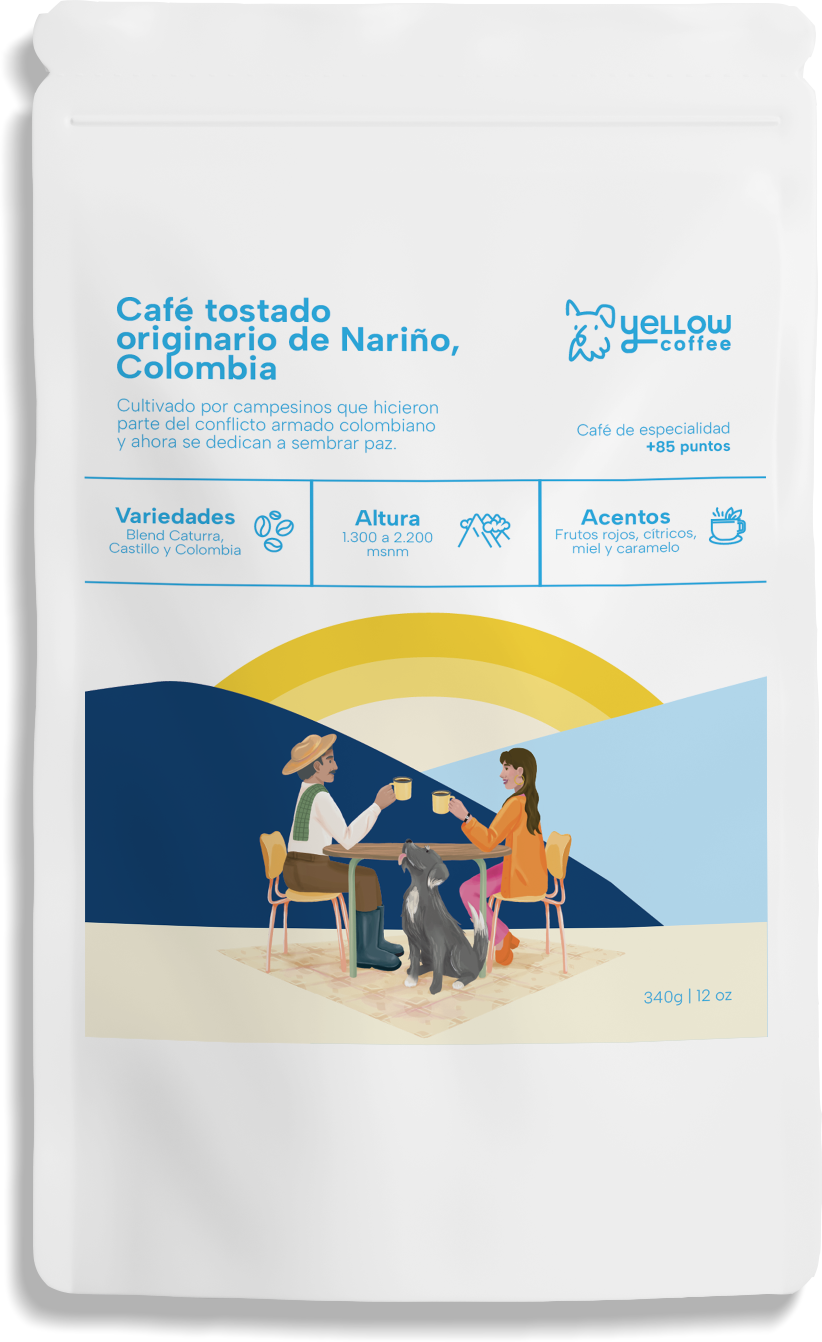 Café tostado
originario de Nariño,
Colombia
yellow
coffee
Cultivado por campesinos que hicieron
parte del conflicto armado colombiano
y ahora se dedican a sembrar paz.
Café de especialidad
+85 puntos
Variedades
Blend Caturra,
Castillo y Colombia
Altura
1.300 a 2.200
msnm
Acentos
Frutos rojos, cítricos,
miel y caramelo
340g | 12 oz